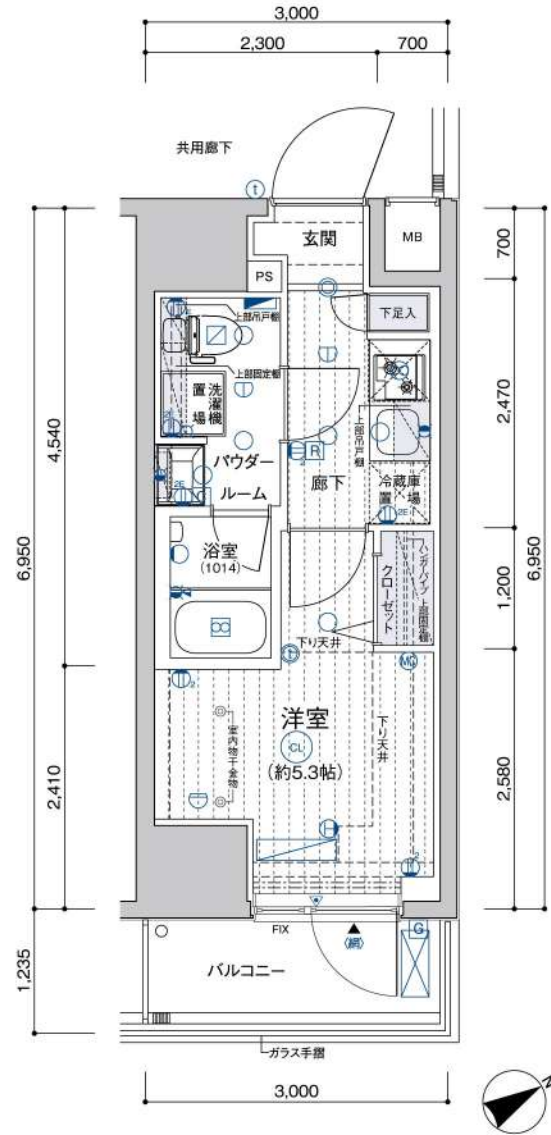 3,000
2,300
700
共用廊下
t
玄関
MB
700
PS
下足入
上部吊戸棚
上部固定棚
洗濯機
置場
2E
パウダー
ルーム
R
2
廊下
上部吊戸棚
冷蔵庫
置場
2E
2,470
4,540
6,950
6,950
浴室
(1014)
クローゼット
ハンガーパイプ
上部固定棚
1,200
下り天井
t
MC
2
洋室
CL
(約5.3帖)
下り天井
室内物干金物
2,410
2,580
2
FIX
〈網〉
G
バルコニー
1,235
ガラス手摺
3,000
N